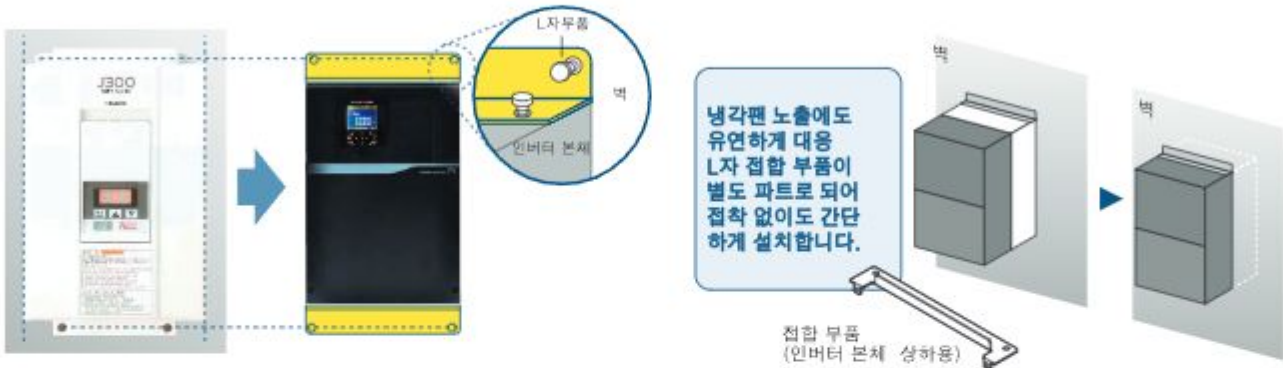 J300
L자부품
벽
인버터 본체
냉각팬 노출에도
유연하게 대응
L자 접합 부품이
별도 파트로 되어
접착 없이도 간단
하게 설치합니다.
벽
벽
접합 부품
(인버터 본체 상하용)